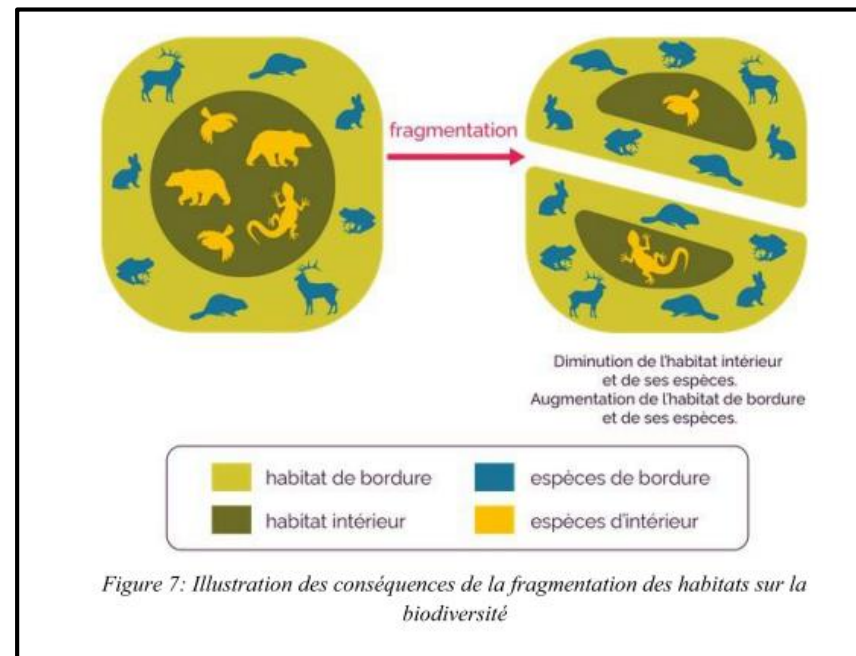 fragmentation
Diminution de l'habitat intérieur
et de ses espèces.
Augmentation de l'habitat de bordure
et de ses espèces.
habitat de bordure
espèces de bordure
habitat intérieur
espèces d'intérieur
Figure 7: Illustration des conséquences de la fragmentation des habitats sur la
biodiversité